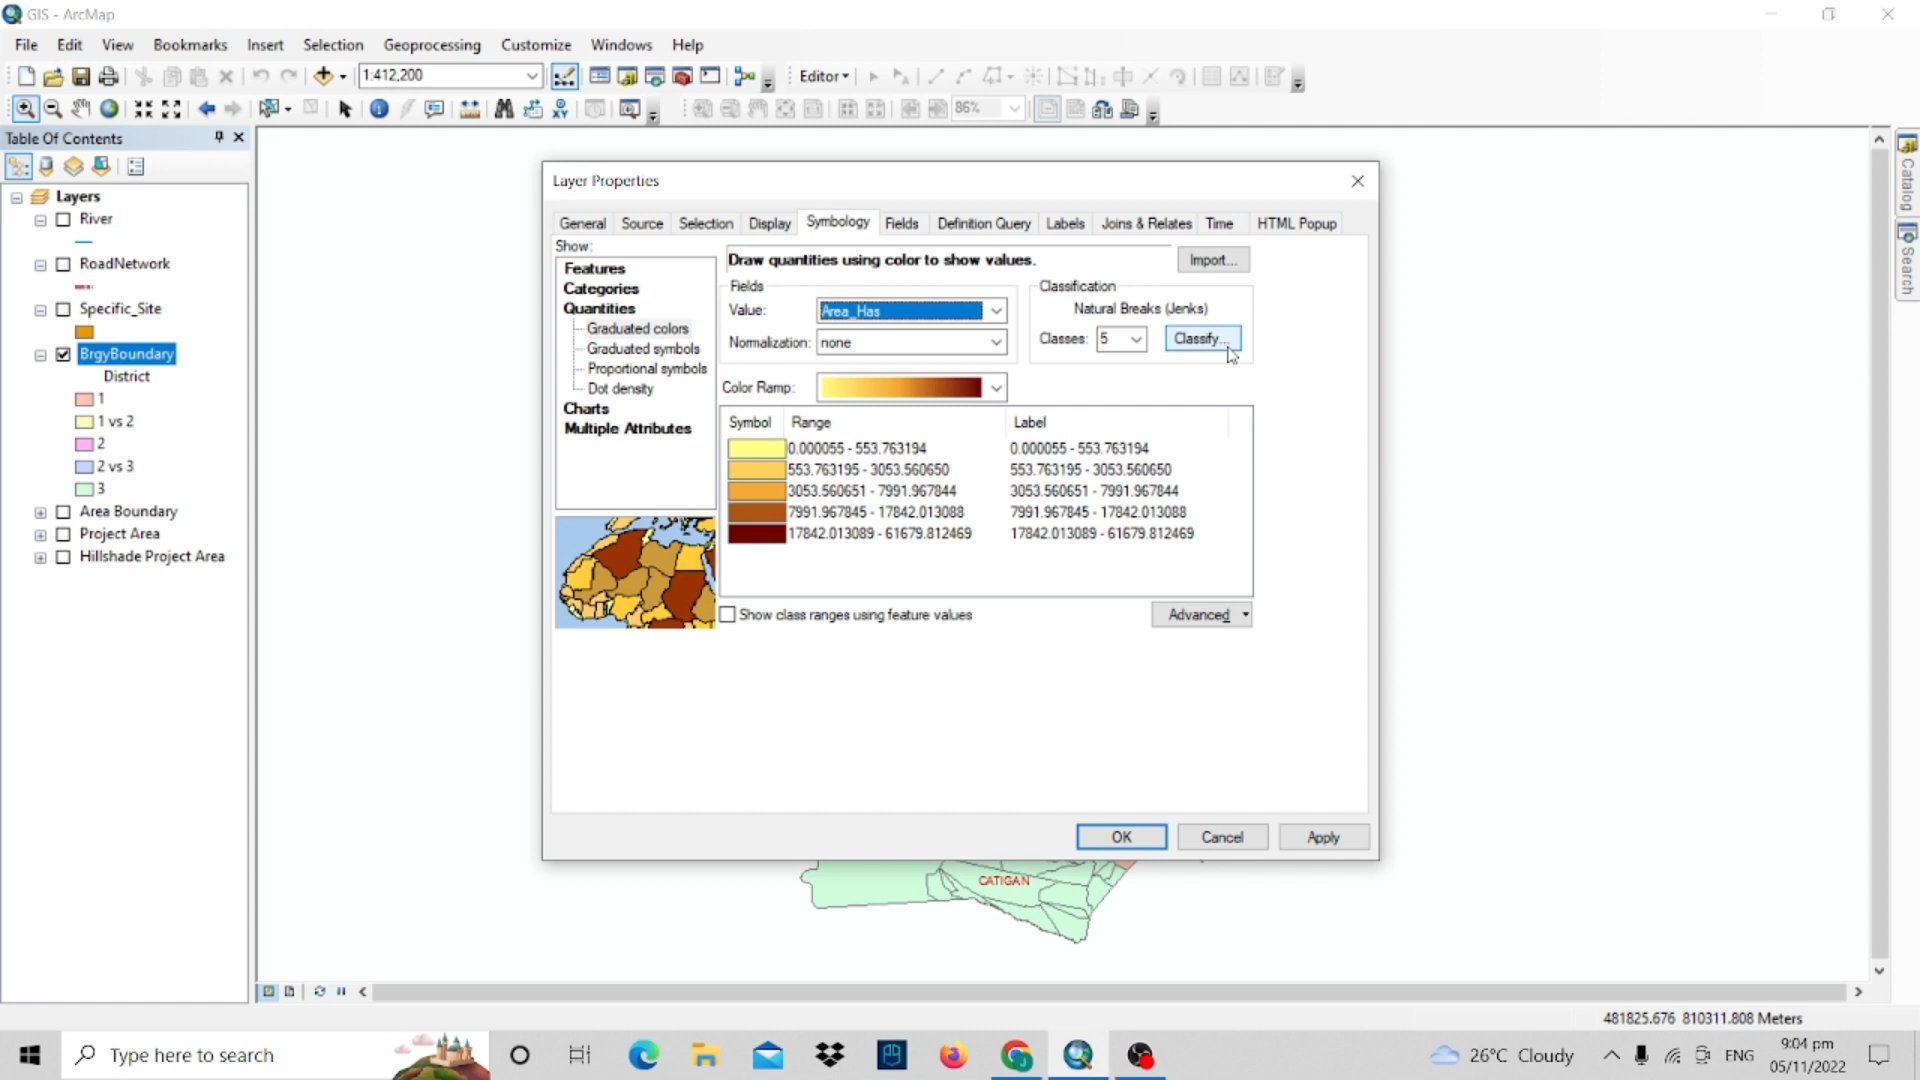 GIS - ArcMap
File Edit View Bookmarks Insert Selection Geoprocessing Customize Windows Help
1:412,200
Editor
86%
Table Of Contents
Layers
River
RoadNetwork
Specific_Site
BrgyBoundary
District
1
1 vs 2
2
2 vs 3
3
Area Boundary
Project Area
Hillshade Project Area
Layer Properties
General Source Selection Display Symbology Fields Definition Query Labels Joins & Relates Time HTML Popup
Show:
Features
Categories
Quantities
Graduated colors
Graduated symbols
Proportional symbols
Dot density
Charts
Multiple Attributes
Draw quantities using color to show values.
Import...
Fields
Value: Area_Has
Normalization: none
Classification
Natural Breaks (Jenks)
Classes: 5 Classify...
Color Ramp:
Symbol Range Label
0.000055 - 553.763194 0.000055 - 553.763194
553.763195 - 3053.560650 553.763195 - 3053.560650
3053.560651 - 7991.967844 3053.560651 - 7991.967844
7991.967845 - 17842.013088 7991.967845 - 17842.013088
17842.013089 - 61679.812469 17842.013089 - 61679.812469
Show class ranges using feature values
Advanced
OK Cancel Apply
CATIGAN
Catalog
Search
481825.676 810311.808 Meters
Type here to search
26°C Cloudy
ENG
9:04 pm
05/11/2022